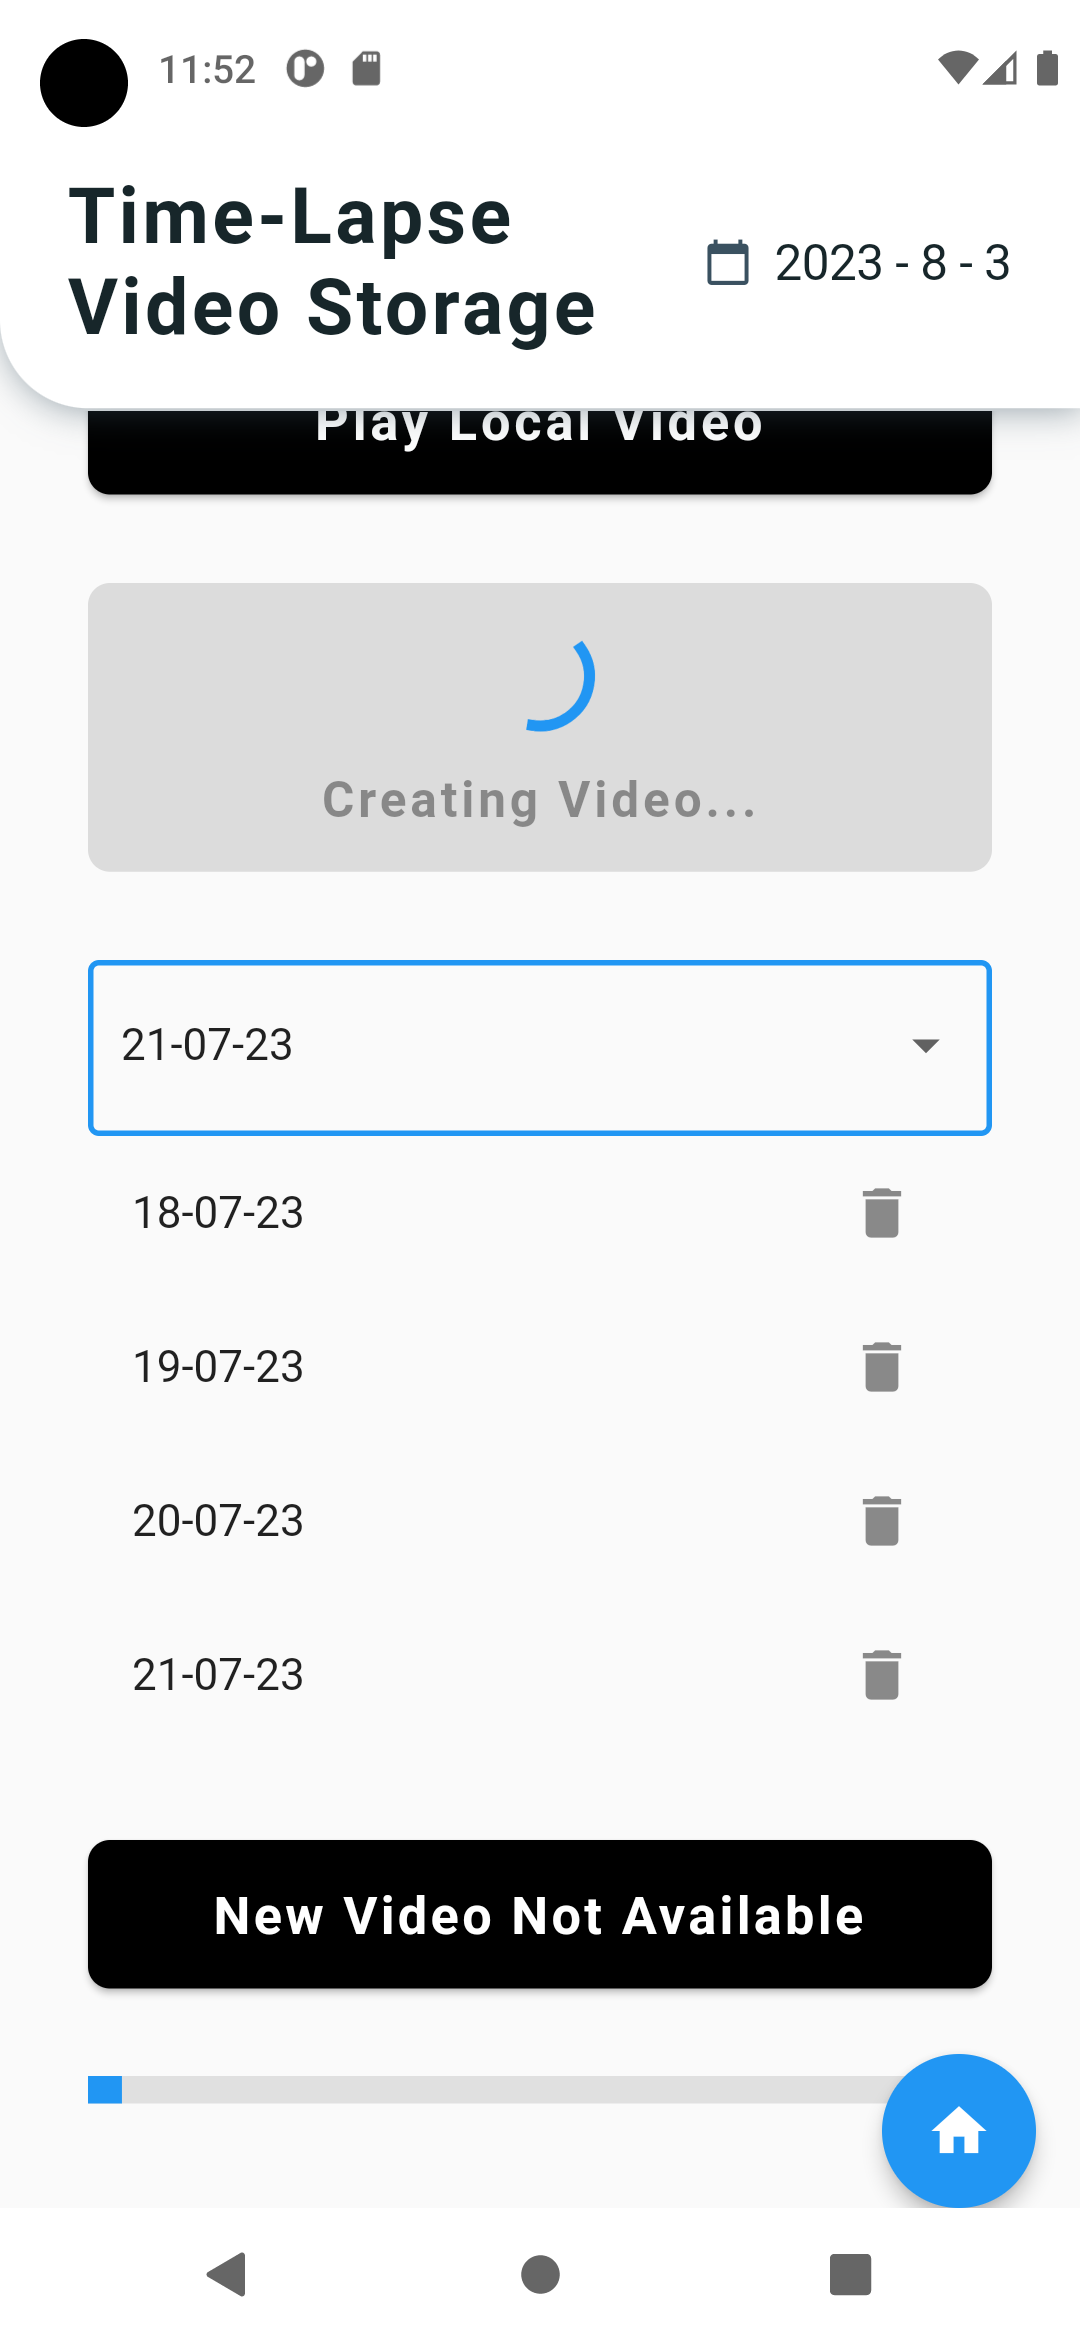 11:52
Time-Lapse
Video Storage
2023 - 8 - 3
Play Local Video
Creating Video...
21-07-23
18-07-23
19-07-23
20-07-23
21-07-23
New Video Not Available